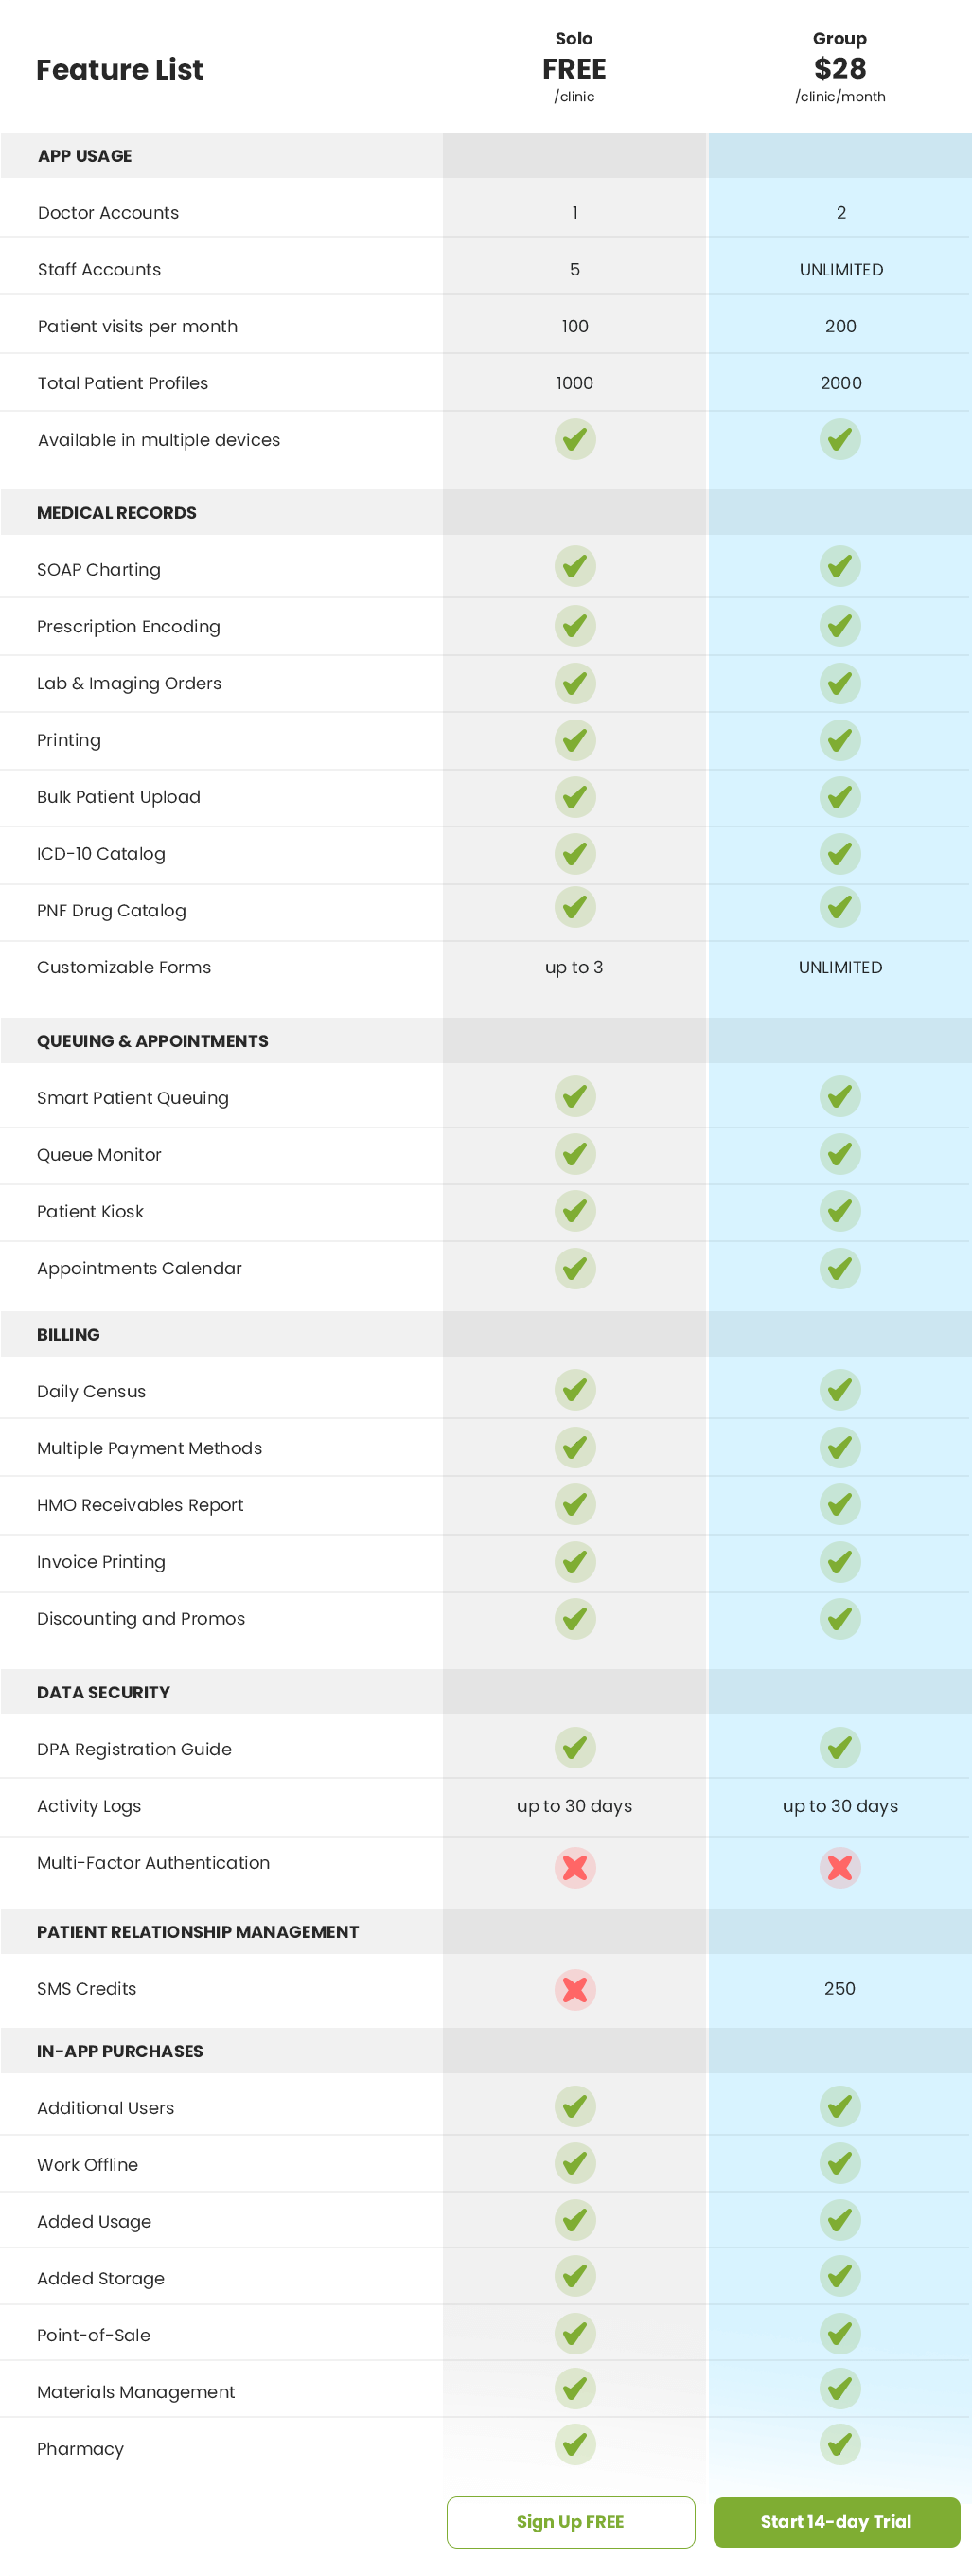 Solo Group
Feature List FREE $28
/clinic /clinic/month
APP USAGE
Doctor Accounts 1 2
Staff Accounts 5 UNLIMITED
Patient visits per month 100 200
Total Patient Profiles 1000 2000
Available in multiple devices
MEDICAL RECORDS
SOAP Charting
Prescription Encoding
Lab & Imaging Orders
Printing
Bulk Patient Upload
ICD-10 Catalog
PNF Drug Catalog
Customizable Forms up to 3 UNLIMITED
QUEUING & APPOINTMENTS
Smart Patient Queuing
Queue Monitor
Patient Kiosk
Appointments Calendar
BILLING
Daily Census
Multiple Payment Methods
HMO Receivables Report
Invoice Printing
Discounting and Promos
DATA SECURITY
DPA Registration Guide
Activity Logs up to 30 days up to 30 days
Multi-Factor Authentication
PATIENT RELATIONSHIP MANAGEMENT
SMS Credits 250
IN-APP PURCHASES
Additional Users
Work Offline
Added Usage
Added Storage
Point-of-Sale
Materials Management
Pharmacy
Sign Up FREE Start 14-day Trial